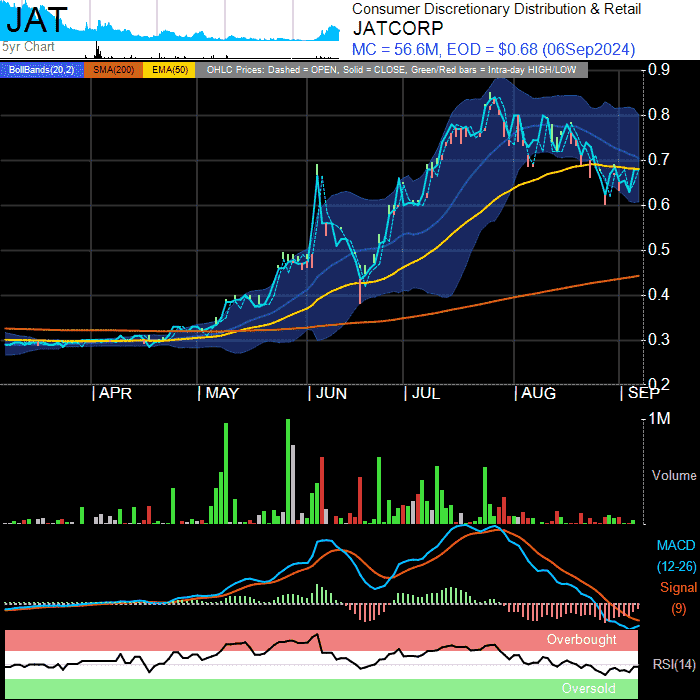 JAT
5yr Chart
Consumer Discretionary Distribution & Retail
JATCORP
MC = 56.6M, EOD = $0.68 (06Sep2024)
BollBands(20,2) SMA(200) EMA(50) OHLC Prices: Dashed = OPEN, Solid = CLOSE, Green/Red bars = Intra-day HIGH/LOW
0.9
0.8
0.7
0.6
0.5
0.4
0.3
0.2
| APR | MAY | JUN | JUL | AUG | SEP
1M
Volume
MACD
(12-26)
Signal
(9)
Overbought
RSI(14)
Oversold